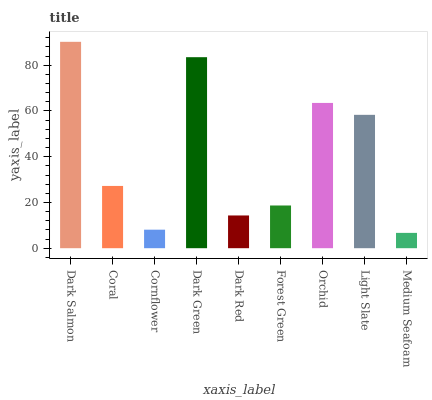 title
yaxis_label
80
60
40
20
0
Dark Salmon
Coral
Cornflower
Dark Green
Dark Red
Forest Green
Orchid
Light Slate
Medium Seafoam
xaxis_label